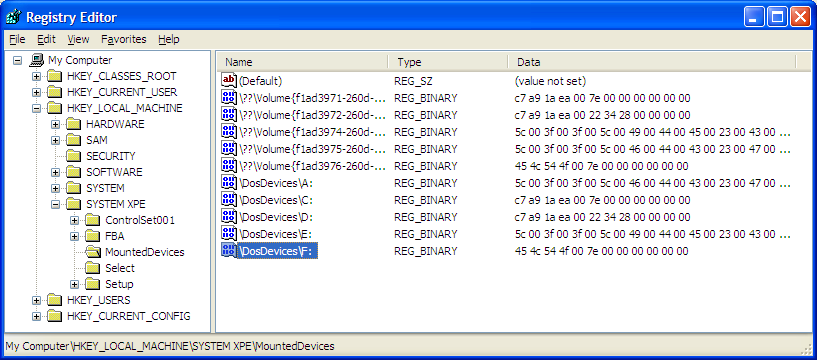 Registry Editor
File Edit View Favorites Help
My Computer
HKEY_CLASSES_ROOT
HKEY_CURRENT_USER
HKEY_LOCAL_MACHINE
HARDWARE
SAM
SECURITY
SOFTWARE
SYSTEM
SYSTEM XPE
ControlSet001
FBA
MountedDevices
Select
Setup
HKEY_USERS
HKEY_CURRENT_CONFIG
Name Type Data
(Default) REG_SZ (value not set)
\??\Volume{f1ad3971-260d-... REG_BINARY c7 a9 1a ea 00 7e 00 00 00 00 00 00
\??\Volume{f1ad3972-260d-... REG_BINARY c7 a9 1a ea 00 22 34 28 00 00 00 00
\??\Volume{f1ad3974-260d-... REG_BINARY 5c 00 3f 00 3f 00 5c 00 49 00 44 00 45 00 23 00 43 00 ...
\??\Volume{f1ad3975-260d-... REG_BINARY 5c 00 3f 00 3f 00 5c 00 46 00 44 00 43 00 23 00 47 00 ...
\??\Volume{f1ad3976-260d-... REG_BINARY 45 4c 54 4f 00 7e 00 00 00 00 00 00
\DosDevices\A: REG_BINARY 5c 00 3f 00 3f 00 5c 00 46 00 44 00 43 00 23 00 47 00 ...
\DosDevices\C: REG_BINARY c7 a9 1a ea 00 7e 00 00 00 00 00 00
\DosDevices\D: REG_BINARY c7 a9 1a ea 00 22 34 28 00 00 00 00
\DosDevices\E: REG_BINARY 5c 00 3f 00 3f 00 5c 00 49 00 44 00 45 00 23 00 43 00 ...
\DosDevices\F: REG_BINARY 45 4c 54 4f 00 7e 00 00 00 00 00 00
My Computer\HKEY_LOCAL_MACHINE\SYSTEM XPE\MountedDevices